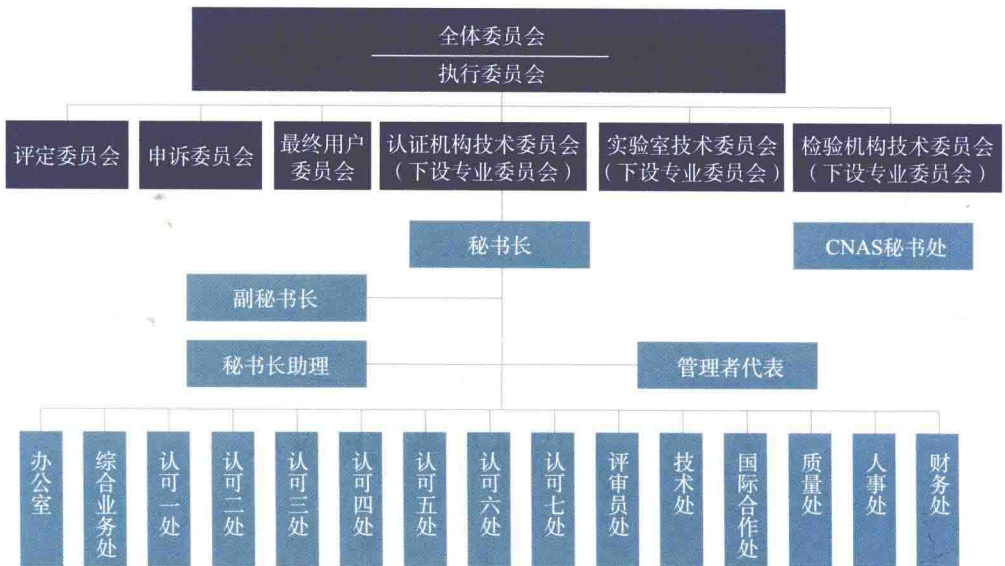 全体委员会
执行委员会
评定委员会
申诉委员会
最终用户
委员会
认证机构技术委员会
（下设专业委员会）
实验室技术委员会
（下设专业委员会）
检验机构技术委员会
（下设专业委员会）
秘书长
CNAS秘书处
副秘书长
秘书长助理
管理者代表
办公室
综合业务处
认可一处
认可二处
认可三处
认可四处
认可五处
认可六处
认可七处
评审员处
技术处
国际合作处
质量处
人事处
财务处